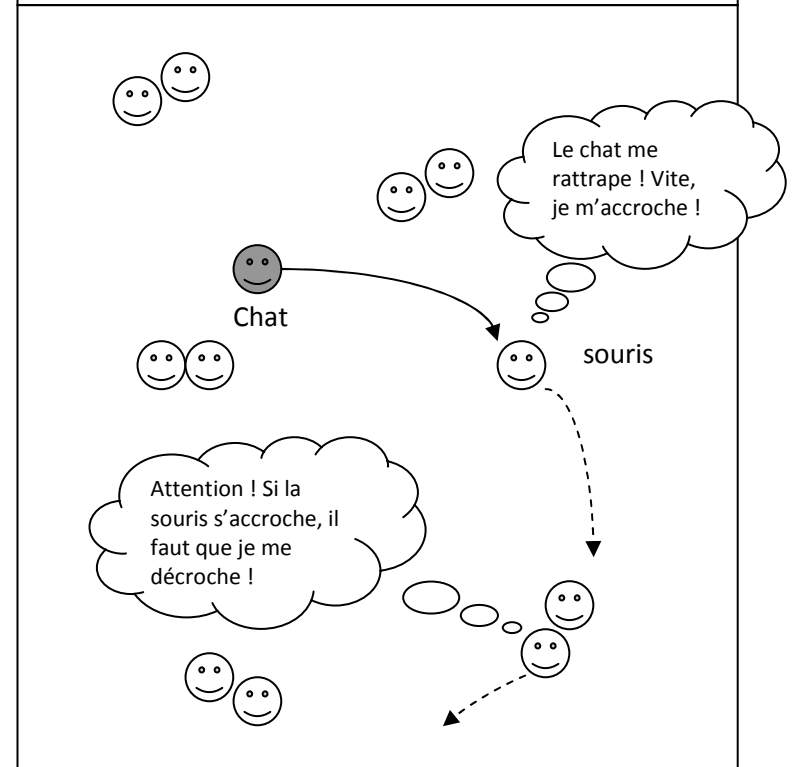 Le chat me
rattrape ! Vite,
je m’accroche !
Chat
souris
Attention ! Si la
souris s’accroche, il
faut que je me
décroche !